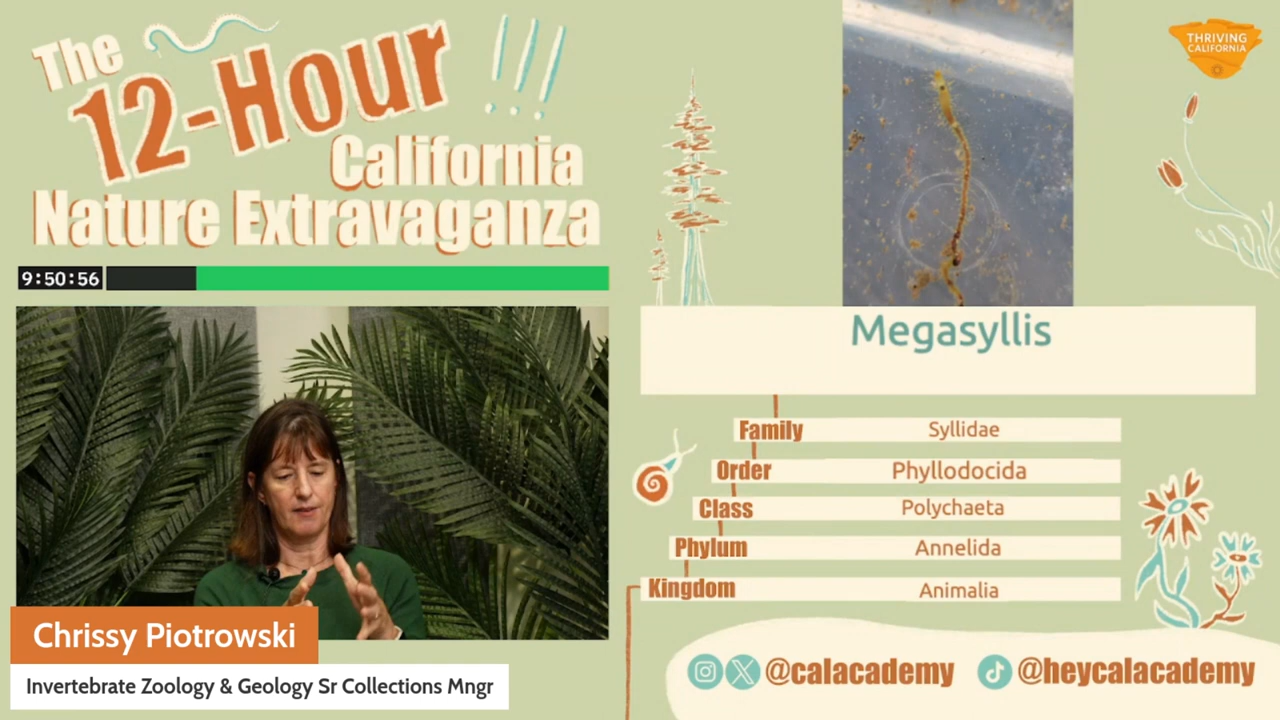 The
12-Hour !!!
California
Nature Extravaganza
9:50:56
Chrissy Piotrowski
Invertebrate Zoology & Geology Sr Collections Mngr
THRIVING
CALIFORNIA
Megasyllis
Family Syllidae
Order Phyllodocida
Class Polychaeta
Phylum Annelida
Kingdom Animalia
@calacademy @heycalacademy